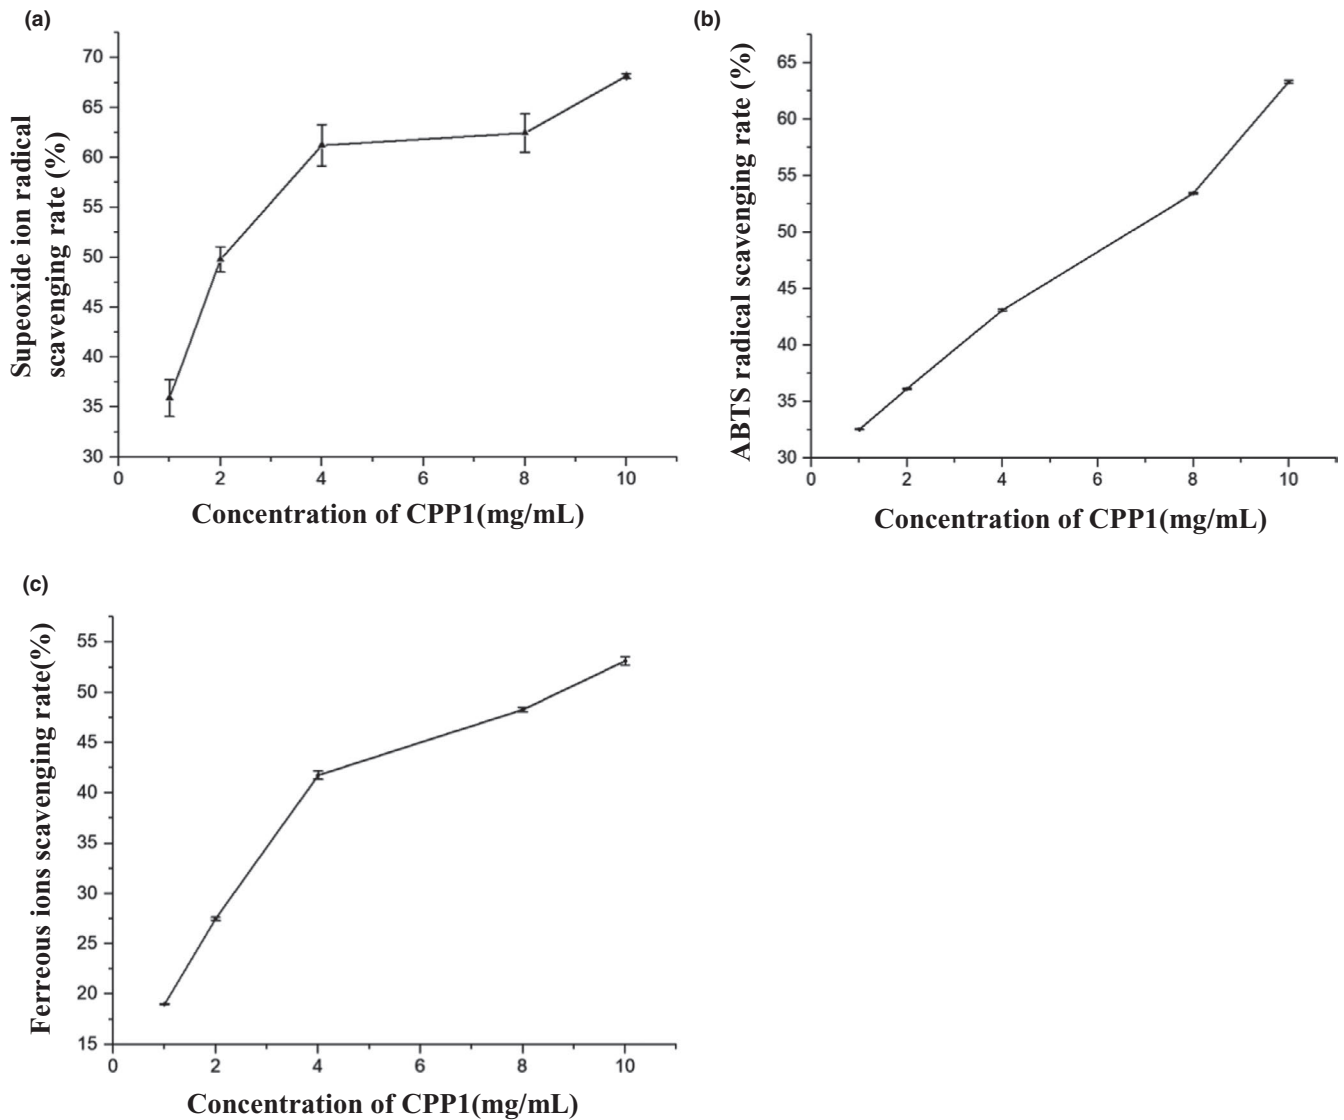 (a)
Supeoxide ion radical
scavenging rate (%)
70
65
60
55
50
45
40
35
30
0 2 4 6 8 10
Concentration of CPP1(mg/mL)
(b)
ABTS radical scavenging rate (%)
65
60
55
50
45
40
35
30
0 2 4 6 8 10
Concentration of CPP1(mg/mL)
(c)
Ferreous ions scavenging rate(%)
55
50
45
40
35
30
25
20
15
0 2 4 6 8 10
Concentration of CPP1(mg/mL)